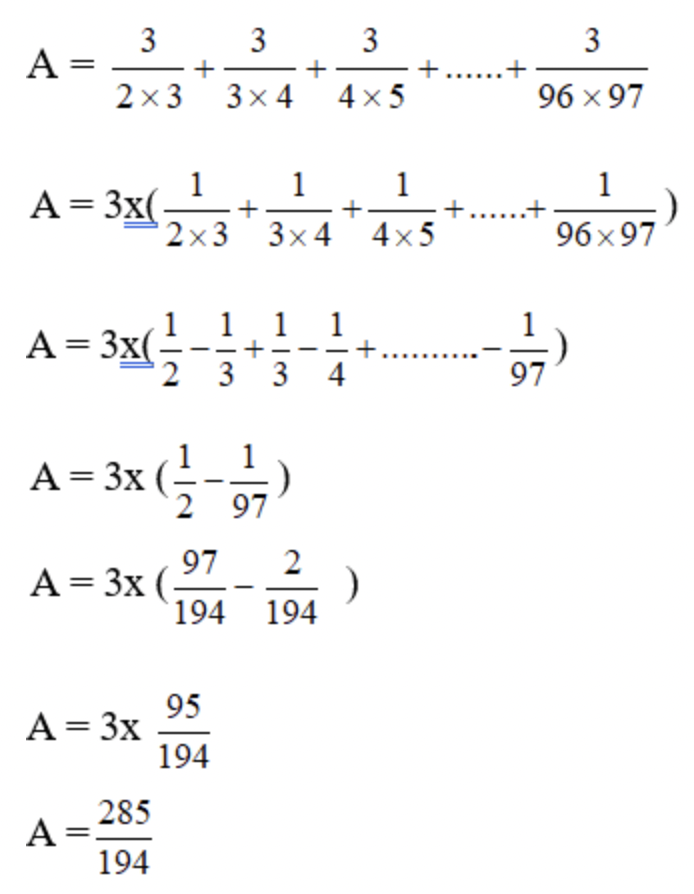 A = 3/(2×3) + 3/(3×4) + 3/(4×5) + ...... + 3/(96×97)
A = 3x( 1/(2×3) + 1/(3×4) + 1/(4×5) + ...... + 1/(96×97) )
A = 3x( 1/2 − 1/3 + 1/3 − 1/4 + .......... − 1/97 )
A = 3x ( 1/2 − 1/97 )
A = 3x ( 97/194 − 2/194 )
A = 3x 95/194
A = 285/194